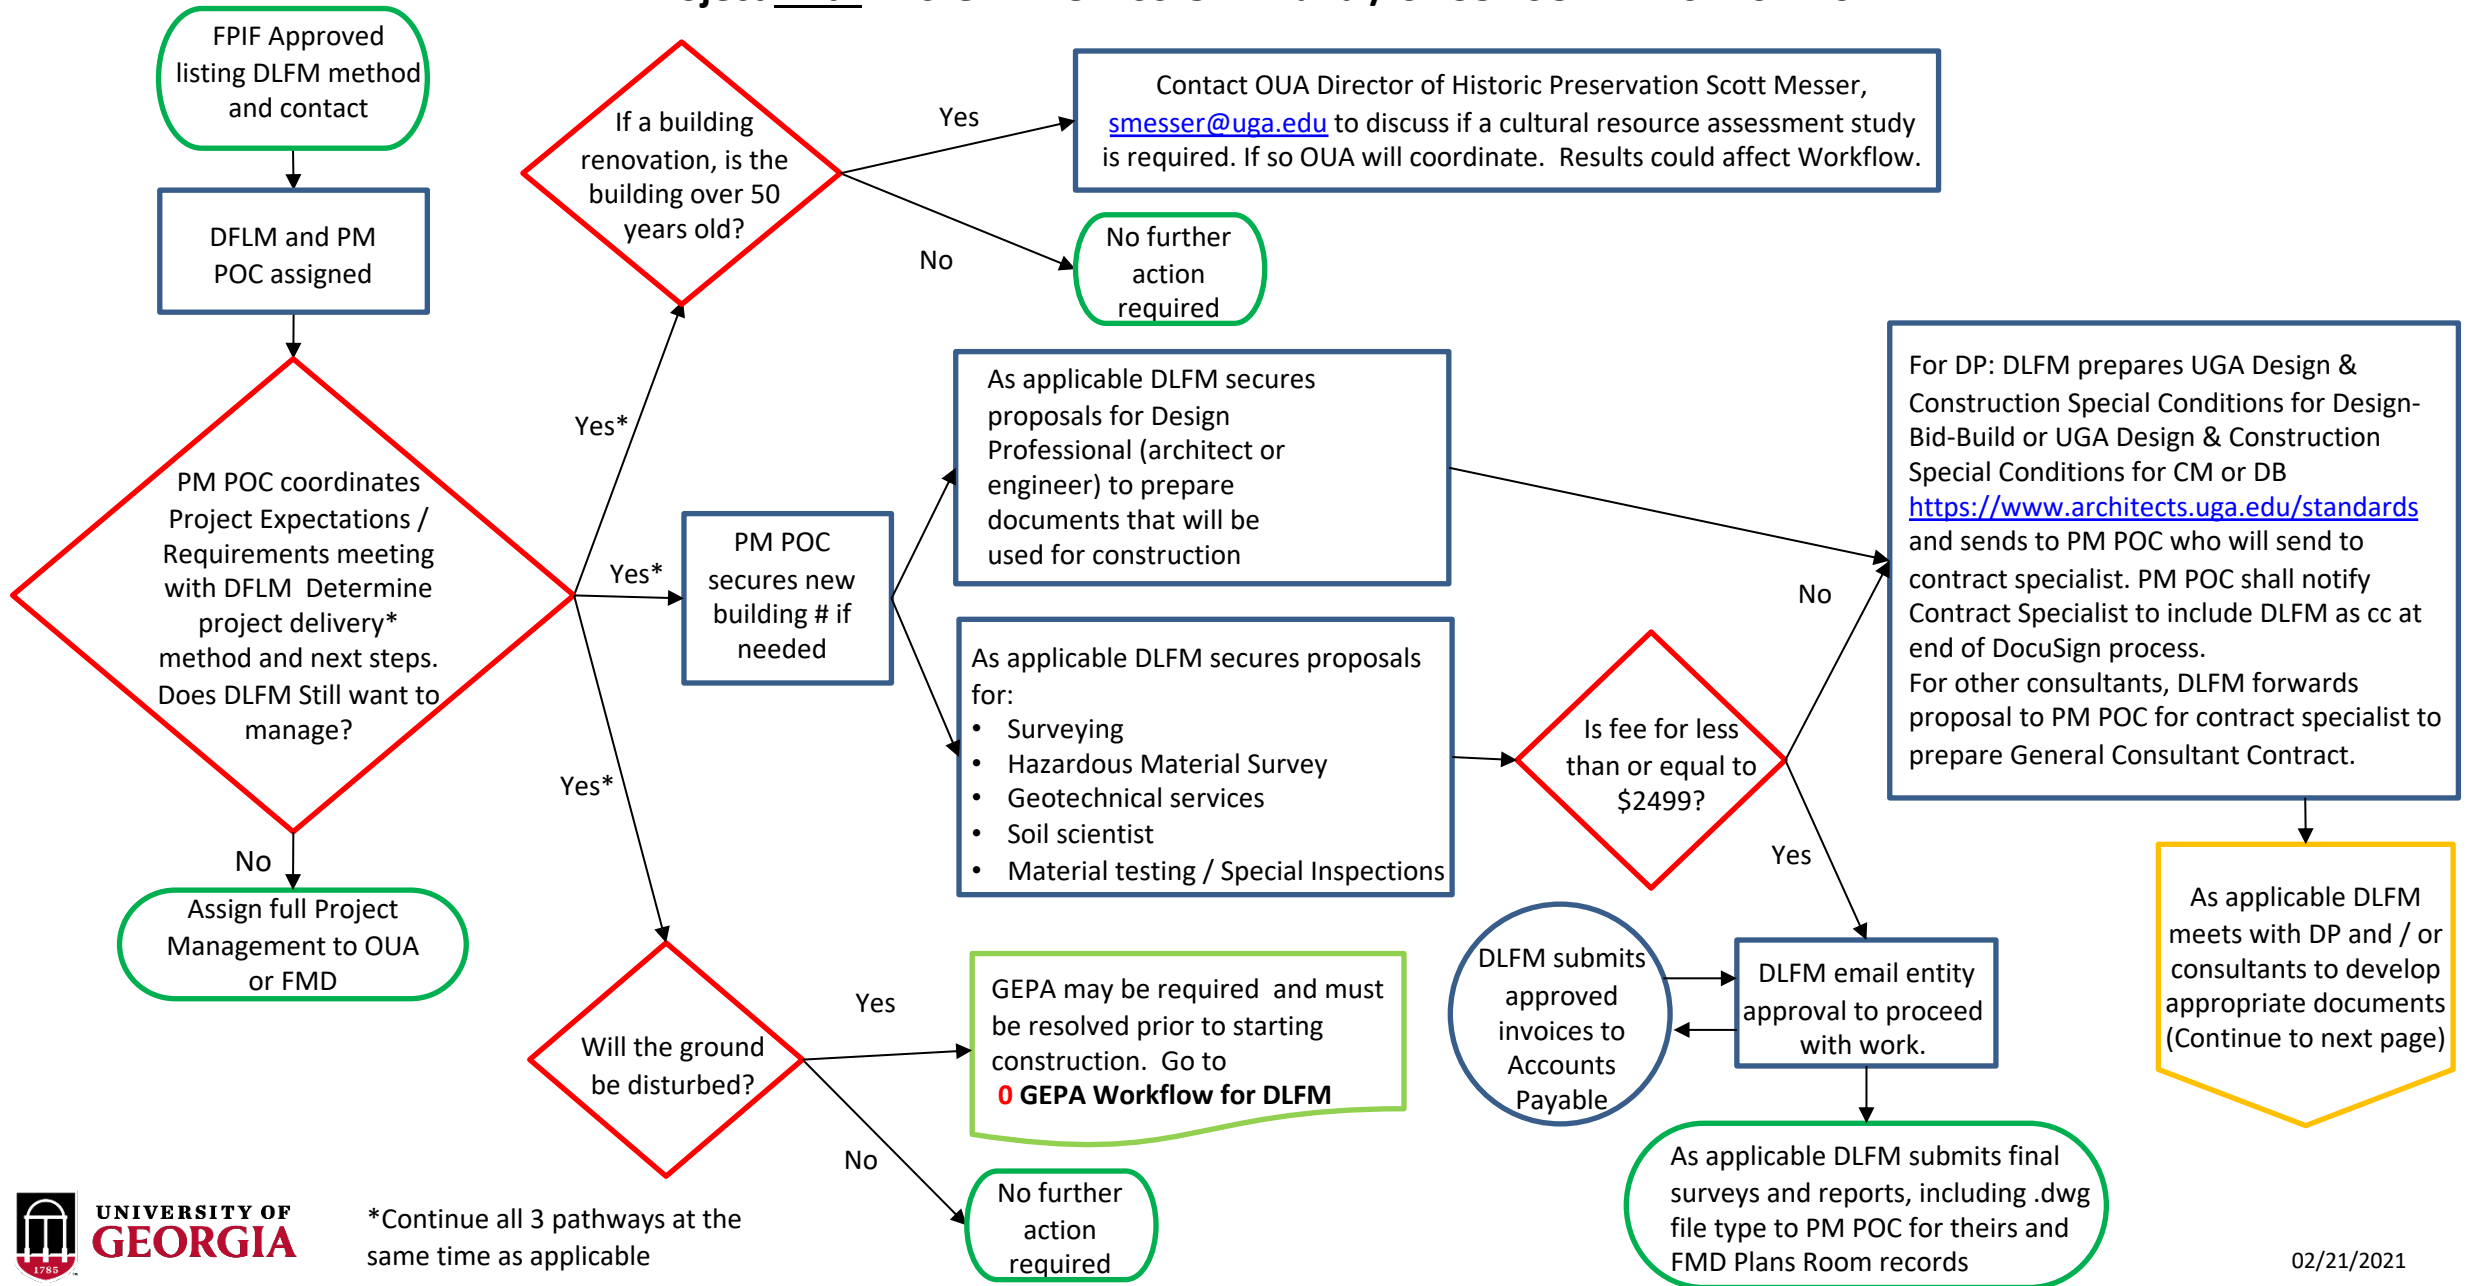 FPIF Approved
listing DLFM method
and contact
DFLM and PM
POC assigned
PM POC coordinates
Project Expectations /
Requirements meeting
with DFLM  Determine
project delivery*
method and next steps.
Does DLFM Still want to
manage?
No
Assign full Project
Management to OUA
or FMD
Yes*
Yes*
Yes*
If a building
renovation, is the
building over 50
years old?
Yes
No
Contact OUA Director of Historic Preservation Scott Messer,
smesser@uga.edu to discuss if a cultural resource assessment study
is required. If so OUA will coordinate.  Results could affect Workflow.
No further
action
required
PM POC
secures new
building # if
needed
As applicable DLFM secures
proposals for Design
Professional (architect or
engineer) to prepare
documents that will be
used for construction
As applicable DLFM secures proposals
for:
• Surveying
• Hazardous Material Survey
• Geotechnical services
• Soil scientist
• Material testing / Special Inspections
Is fee for less
than or equal to
$2499?
No
Yes
For DP: DLFM prepares UGA Design &
Construction Special Conditions for Design-
Bid-Build or UGA Design & Construction
Special Conditions for CM or DB
https://www.architects.uga.edu/standards
and sends to PM POC who will send to
contract specialist. PM POC shall notify
Contract Specialist to include DLFM as cc at
end of DocuSign process.
For other consultants, DLFM forwards
proposal to PM POC for contract specialist to
prepare General Consultant Contract.
As applicable DLFM
meets with DP and / or
consultants to develop
appropriate documents
(Continue to next page)
DLFM submits
approved
invoices to
Accounts
Payable
DLFM email entity
approval to proceed
with work.
As applicable DLFM submits final
surveys and reports, including .dwg
file type to PM POC for theirs and
FMD Plans Room records
Will the ground
be disturbed?
Yes
No
GEPA may be required  and must
be resolved prior to starting
construction.  Go to
0 GEPA Workflow for DLFM
No further
action
required
UNIVERSITY OF
GEORGIA
1785
*Continue all 3 pathways at the
same time as applicable
02/21/2021